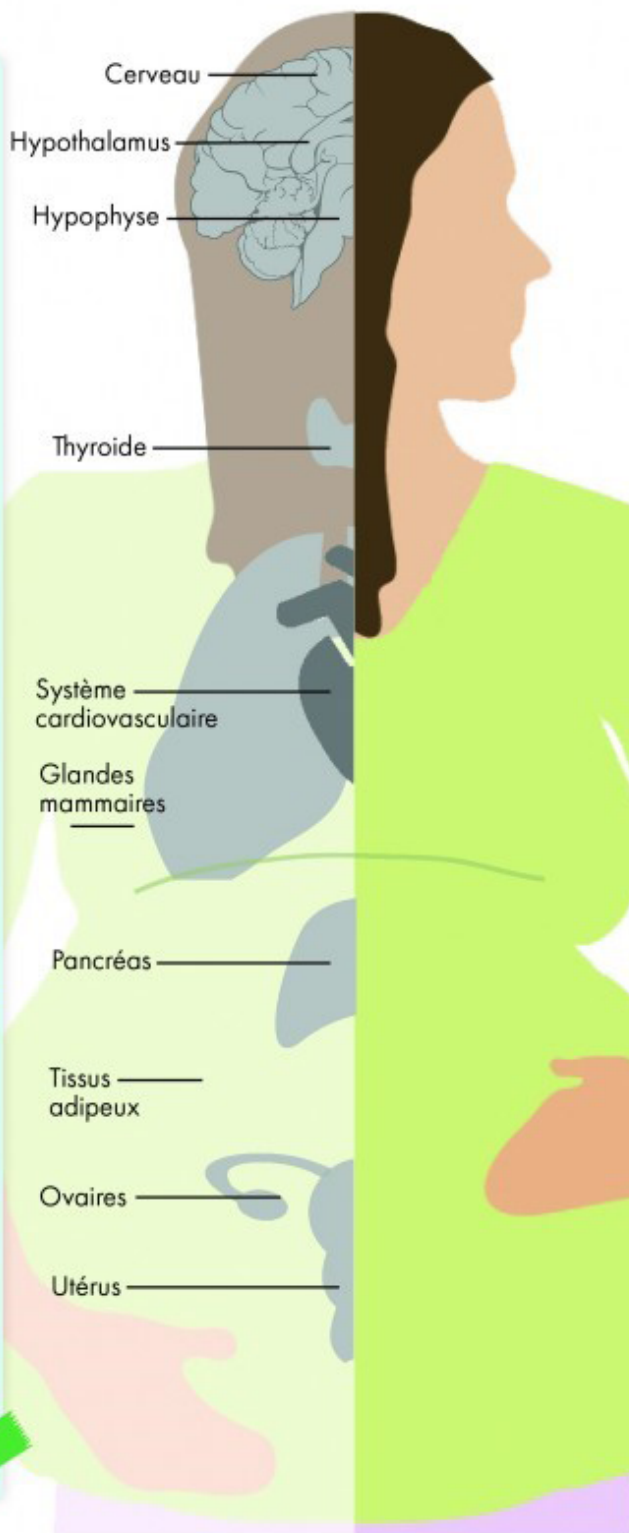 Cerveau
Hypothalamus
Hypophyse
Thyroide
Système
cardiovasculaire
Glandes
mammaires
Pancréas
Tissus
adipeux
Ovaires
Utérus